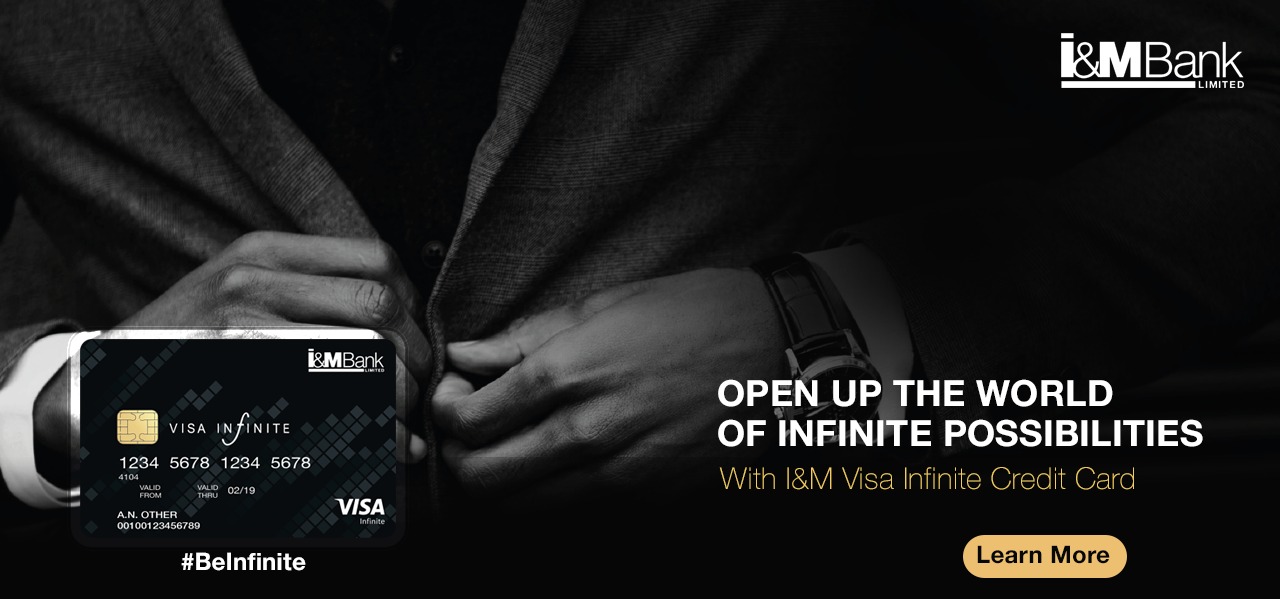 I&MBank
LIMITED
I&MBank
LIMITED
VISA INFINITE
1234 5678 1234 5678
4104
VALID FROM
VALID THRU 02/19
A.N. OTHER
00100123456789
VISA
Infinite
#BeInfinite
OPEN UP THE WORLD
OF INFINITE POSSIBILITIES
With I&M Visa Infinite Credit Card
Learn More